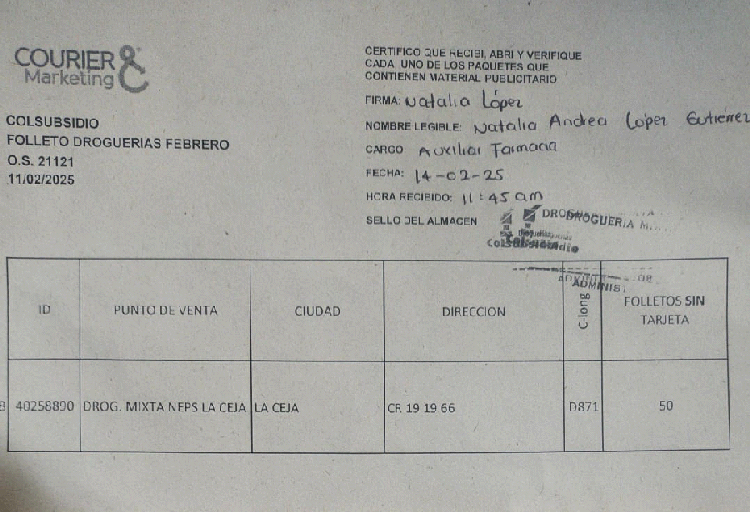 COURIER &
Marketing
COLSUBSIDIO
FOLLETO DROGUERIAS FEBRERO
O.S. 21121
11/02/2025
CERTIFICO QUE RECIBI, ABRI Y VERIFIQUE
CADA UNO DE LOS PAQUETES QUE
CONTIENEN MATERIAL PUBLICITARIO
FIRMA: Natalia López
NOMBRE LEGIBLE: Natalia Andrea López Gutiérrez
CARGO Auxiliar Farmacia
FECHA: 14-02-25
HORA RECIBIDO: 11:45 am
SELLO DEL ALMACEN
DROGUERIA
ID PUNTO DE VENTA CIUDAD DIRECCION C long FOLLETOS SIN
TARJETA
40258890 DROG. MIXTA NEPS LA CEJA LA CEJA CR 19 19 66 D871 50